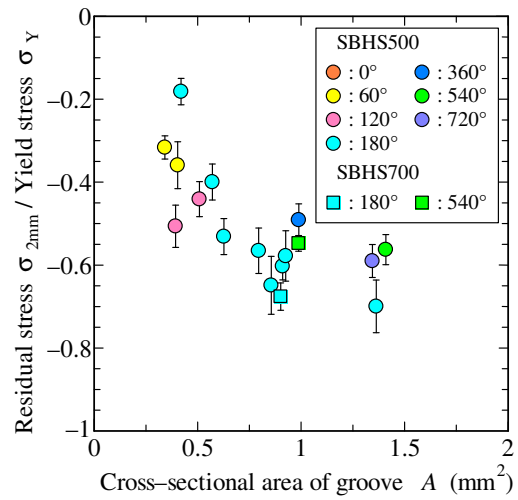 Residual stress σ2mm / Yield stress σY
0
−0.2
−0.4
−0.6
−0.8
−1
SBHS500
: 0° : 360°
: 60° : 540°
: 120° : 720°
: 180°
SBHS700
: 180° : 540°
0 0.5 1 1.5 2
Cross−sectional area of groove A (mm2)